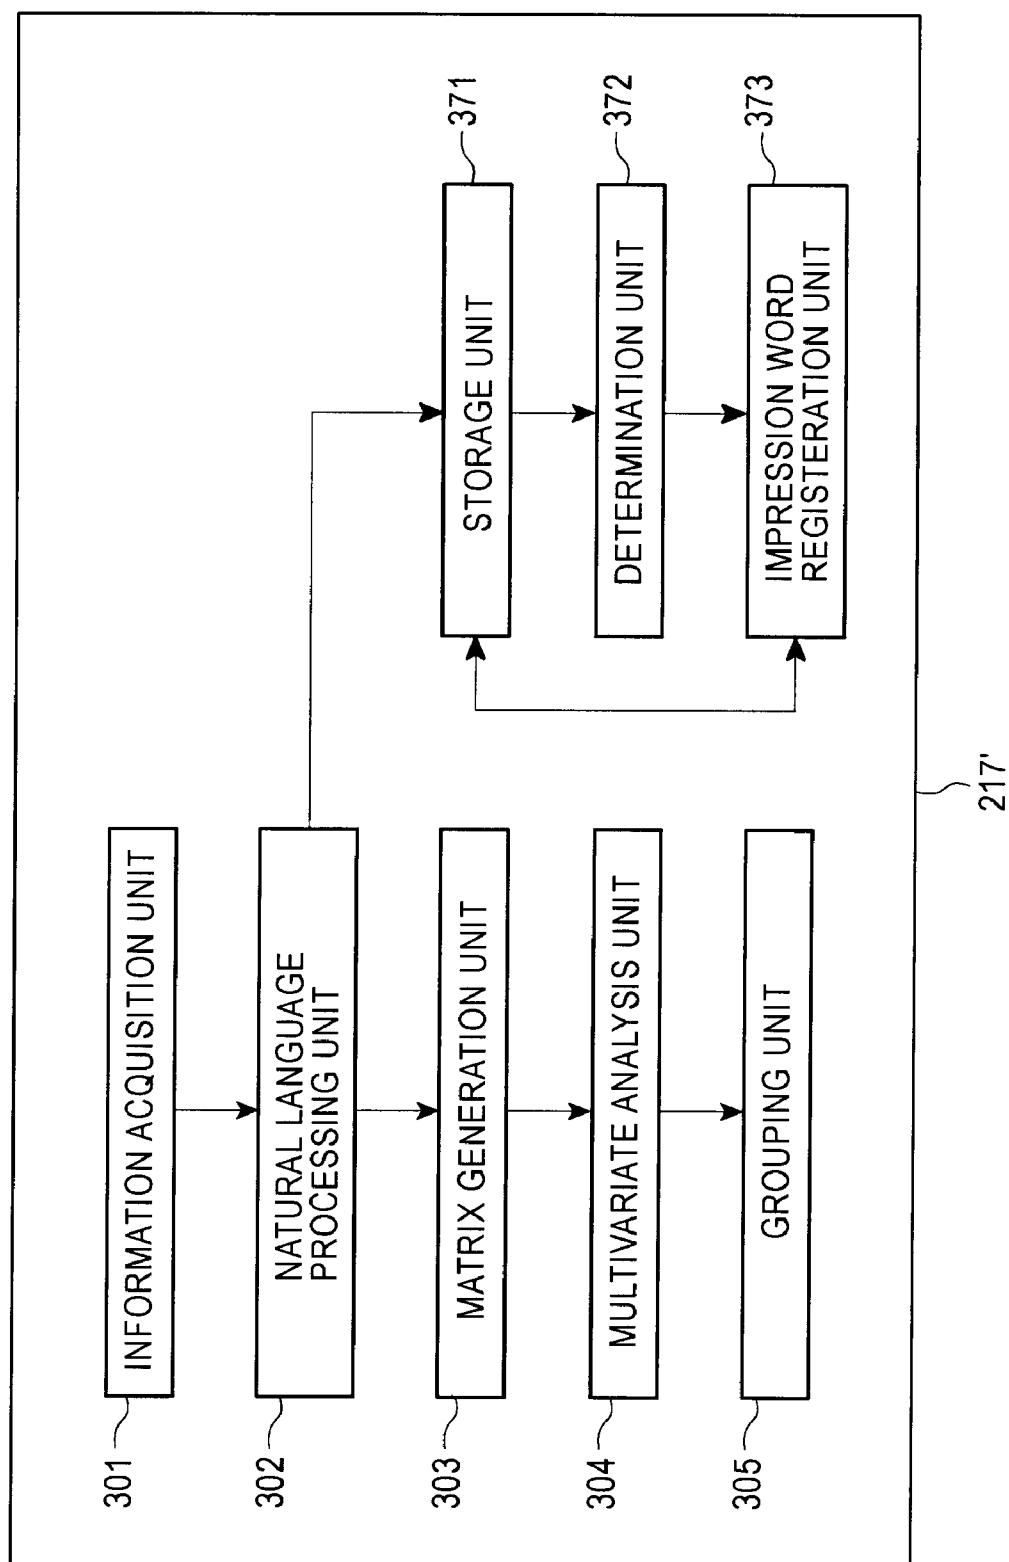 301
INFORMATION ACQUISITION UNIT
302
NATURAL LANGUAGE
PROCESSING UNIT
303
MATRIX GENERATION UNIT
304
MULTIVARIATE ANALYSIS UNIT
305
GROUPING UNIT
STORAGE UNIT
371
DETERMINATION UNIT
372
IMPRESSION WORD
REGISTERATION UNIT
373
217'